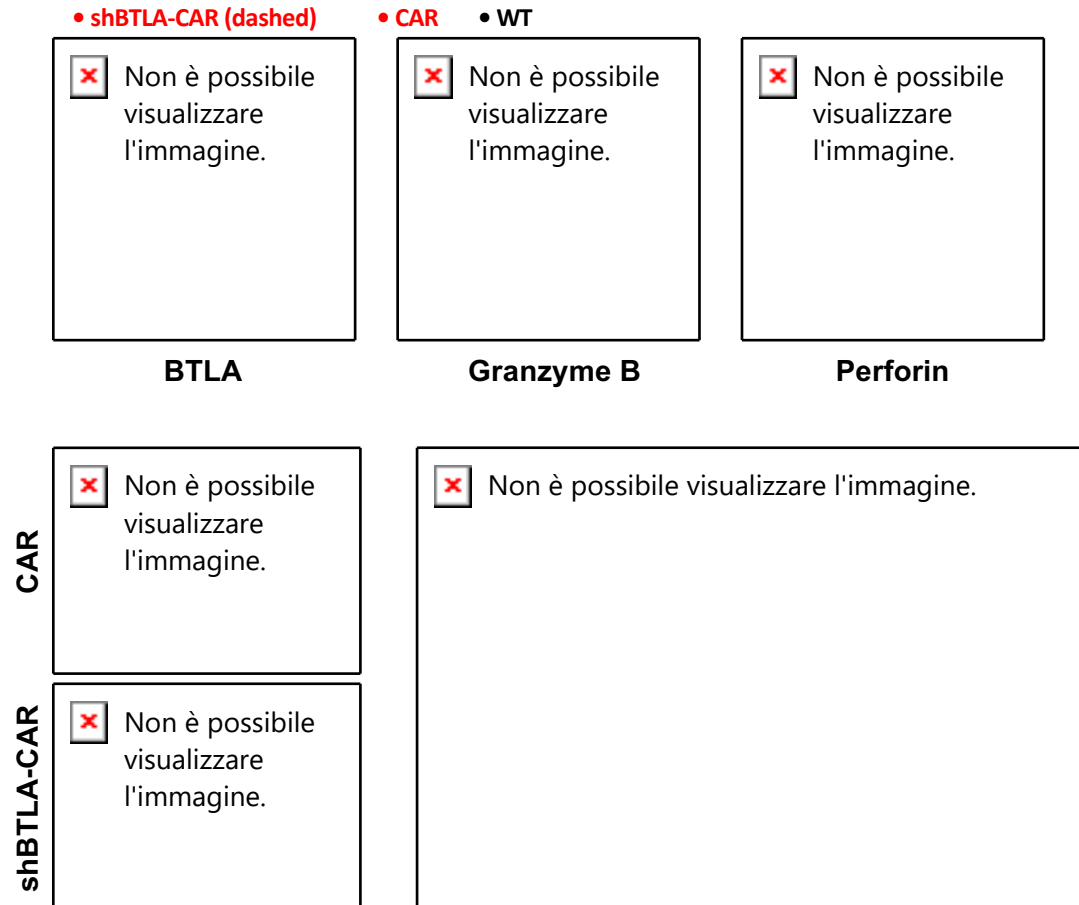 • shBTLA-CAR (dashed) • CAR • WT
Non è possibile
visualizzare
l'immagine.
Non è possibile
visualizzare
l'immagine.
Non è possibile
visualizzare
l'immagine.
BTLA
Granzyme B
Perforin
CAR
Non è possibile
visualizzare
l'immagine.
Non è possibile visualizzare l'immagine.
shBTLA-CAR
Non è possibile
visualizzare
l'immagine.